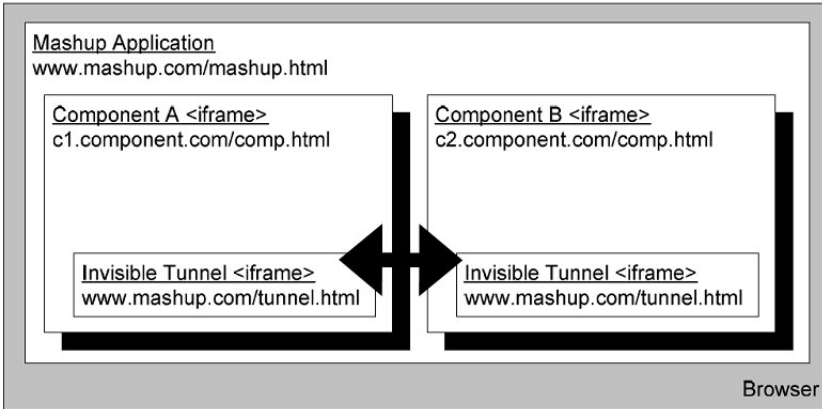 Mashup Application
www.mashup.com/mashup.html
Component A <iframe>
c1.component.com/comp.html
Invisible Tunnel <iframe>
www.mashup.com/tunnel.html
Component B <iframe>
c2.component.com/comp.html
Invisible Tunnel <iframe>
www.mashup.com/tunnel.html
Browser